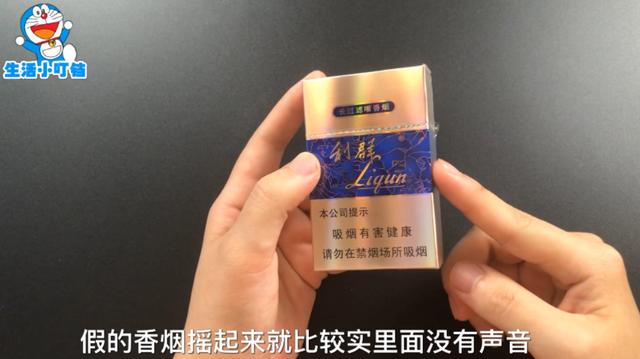 生活小叮当
长过滤嘴香烟
利群
Liqun
本公司提示
吸烟有害健康
请勿在禁烟场所吸烟
假的香烟摇起来就比较实里面没有声音